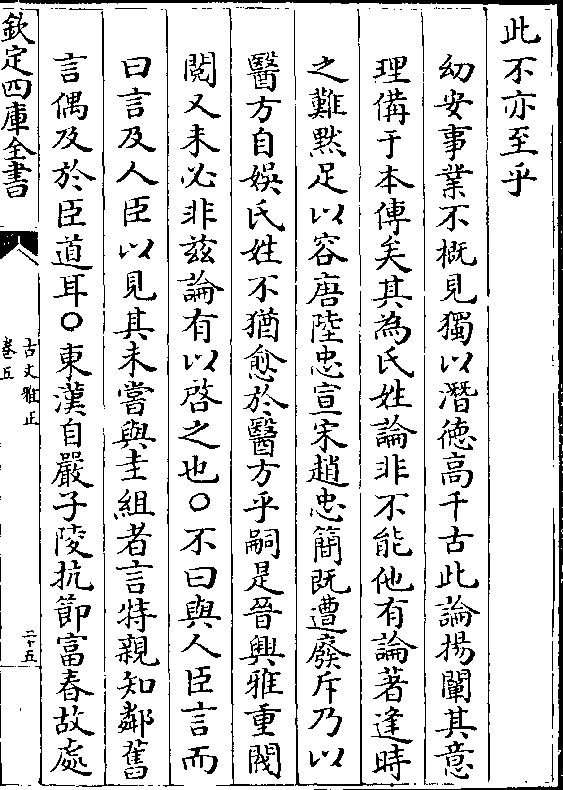 此不亦至乎
幼安事業不概見獨以潛徳高千古此論揚闡其意
理備于本傳矣其為氏姓論非不能他有論著逢時
之難黙足以容唐陸忠宣宋趙忠簡既遭廢斥乃以
醫方自娛氏姓不猶愈於醫方乎嗣是晉興雅重閥
閱又未必非兹論有以啓之也○不曰與人臣言而
曰言及人臣以見其未嘗與圭組者言特親知鄰舊
言偶及於臣道耳○東漢自嚴子陵抗節富春故處
欽定四庫全書
古文雅正
卷五
二十五